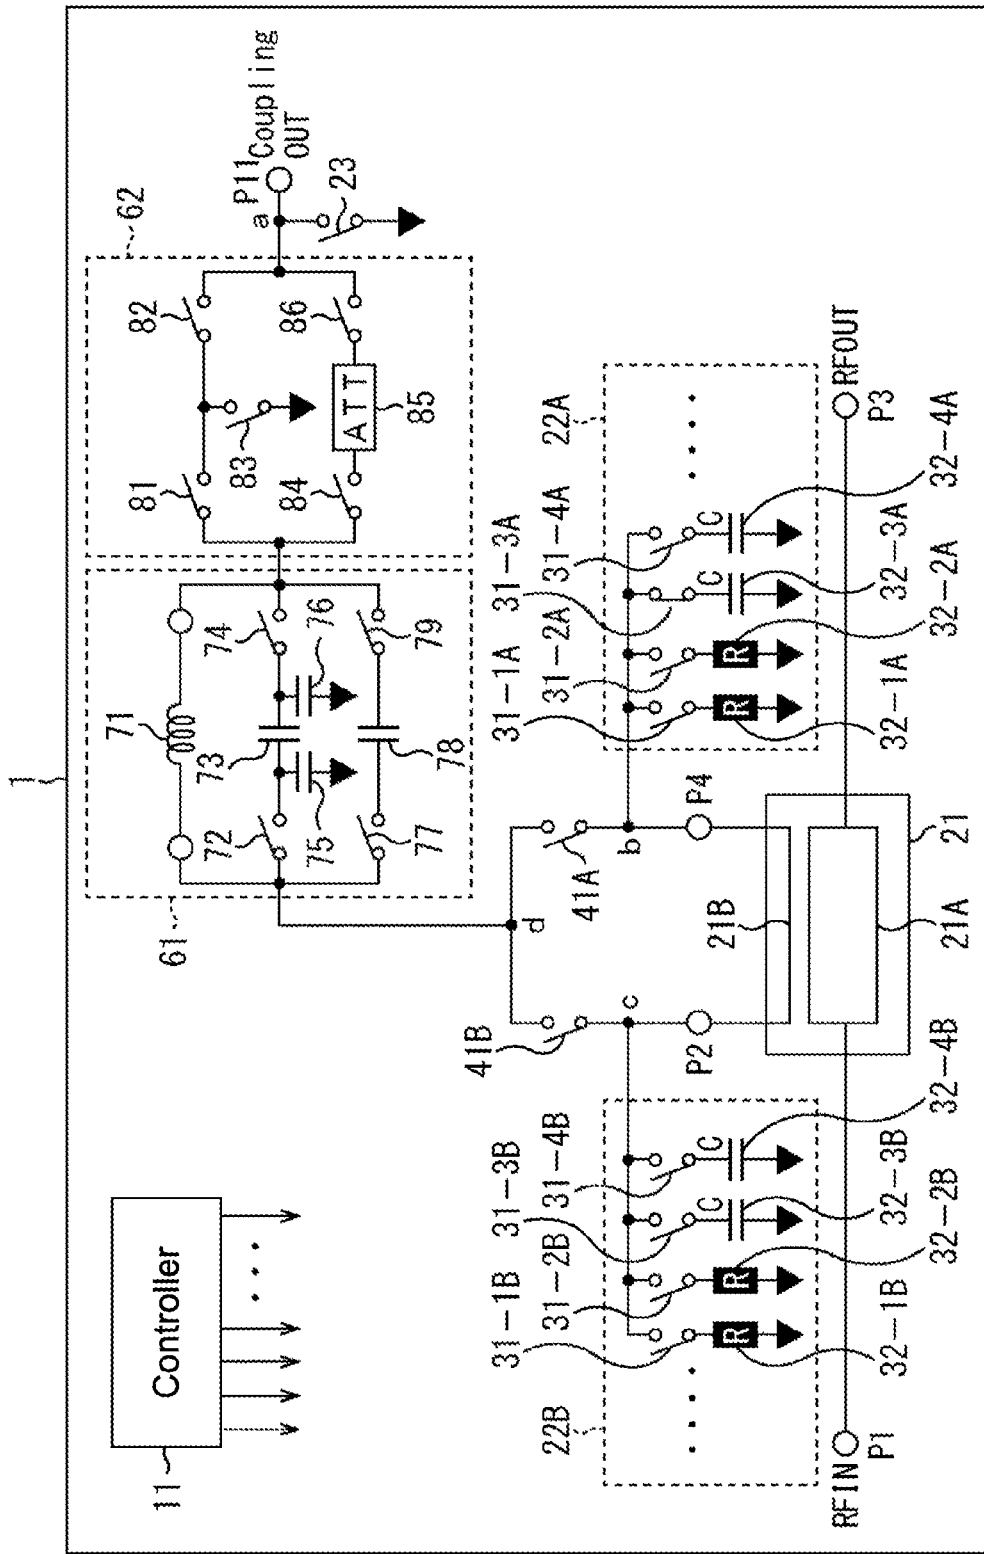 1
11
Controller
61
71
72
73
74
75
76
77
78
79
62
81
82
83
84
ATT
85
86
a
P11
Coupling
OUT
23
d
41B
41A
c
b
P2
P4
21B
21A
21
22B
31-1B
31-2B
31-3B
31-4B
R
R
C
C
32-1B
32-2B
32-3B
32-4B
22A
31-1A
31-2A
31-3A
31-4A
R
R
C
C
32-1A
32-2A
32-3A
32-4A
RFIN
P1
RFOUT
P3